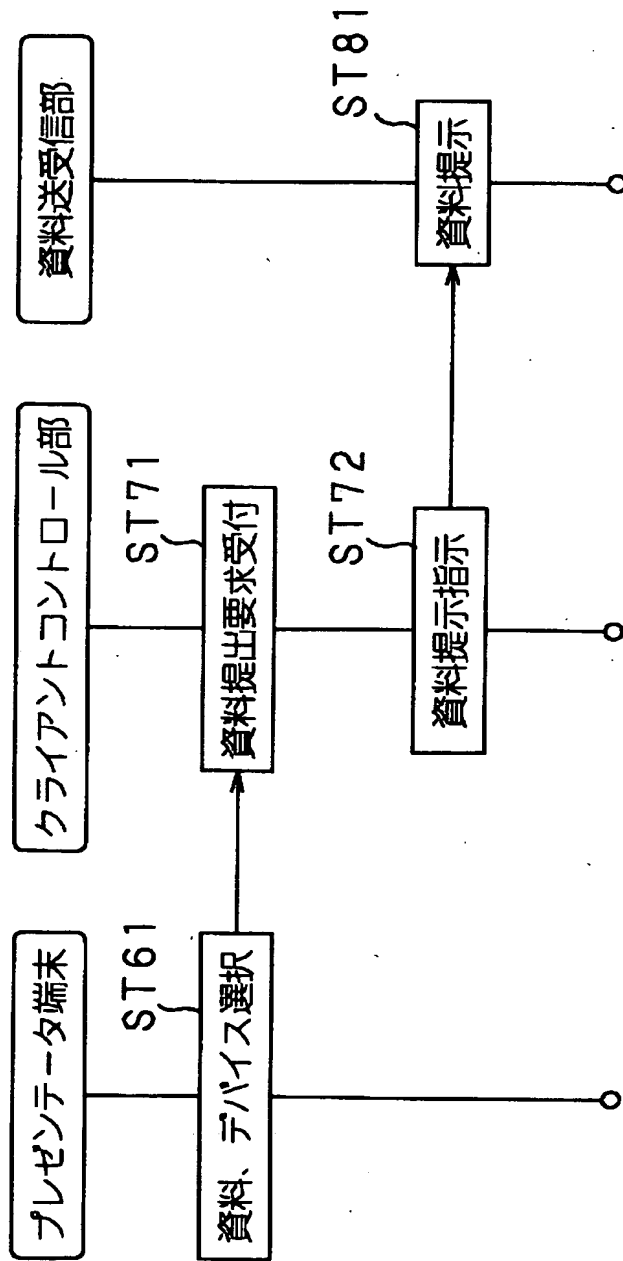 プレゼンテータ端末
クライアントコントロール部
資料送受信部
ST61
資料、デバイス選択
ST71
資料提出要求受付
ST72
資料提示指示
ST81
資料提示